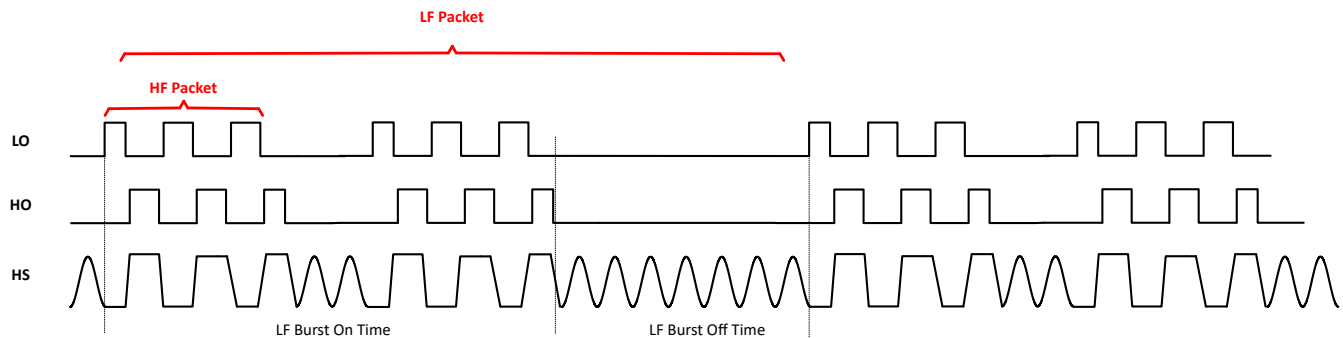 LF Packet
HF Packet
LO
HO
HS
LF Burst On Time
LF Burst Off Time